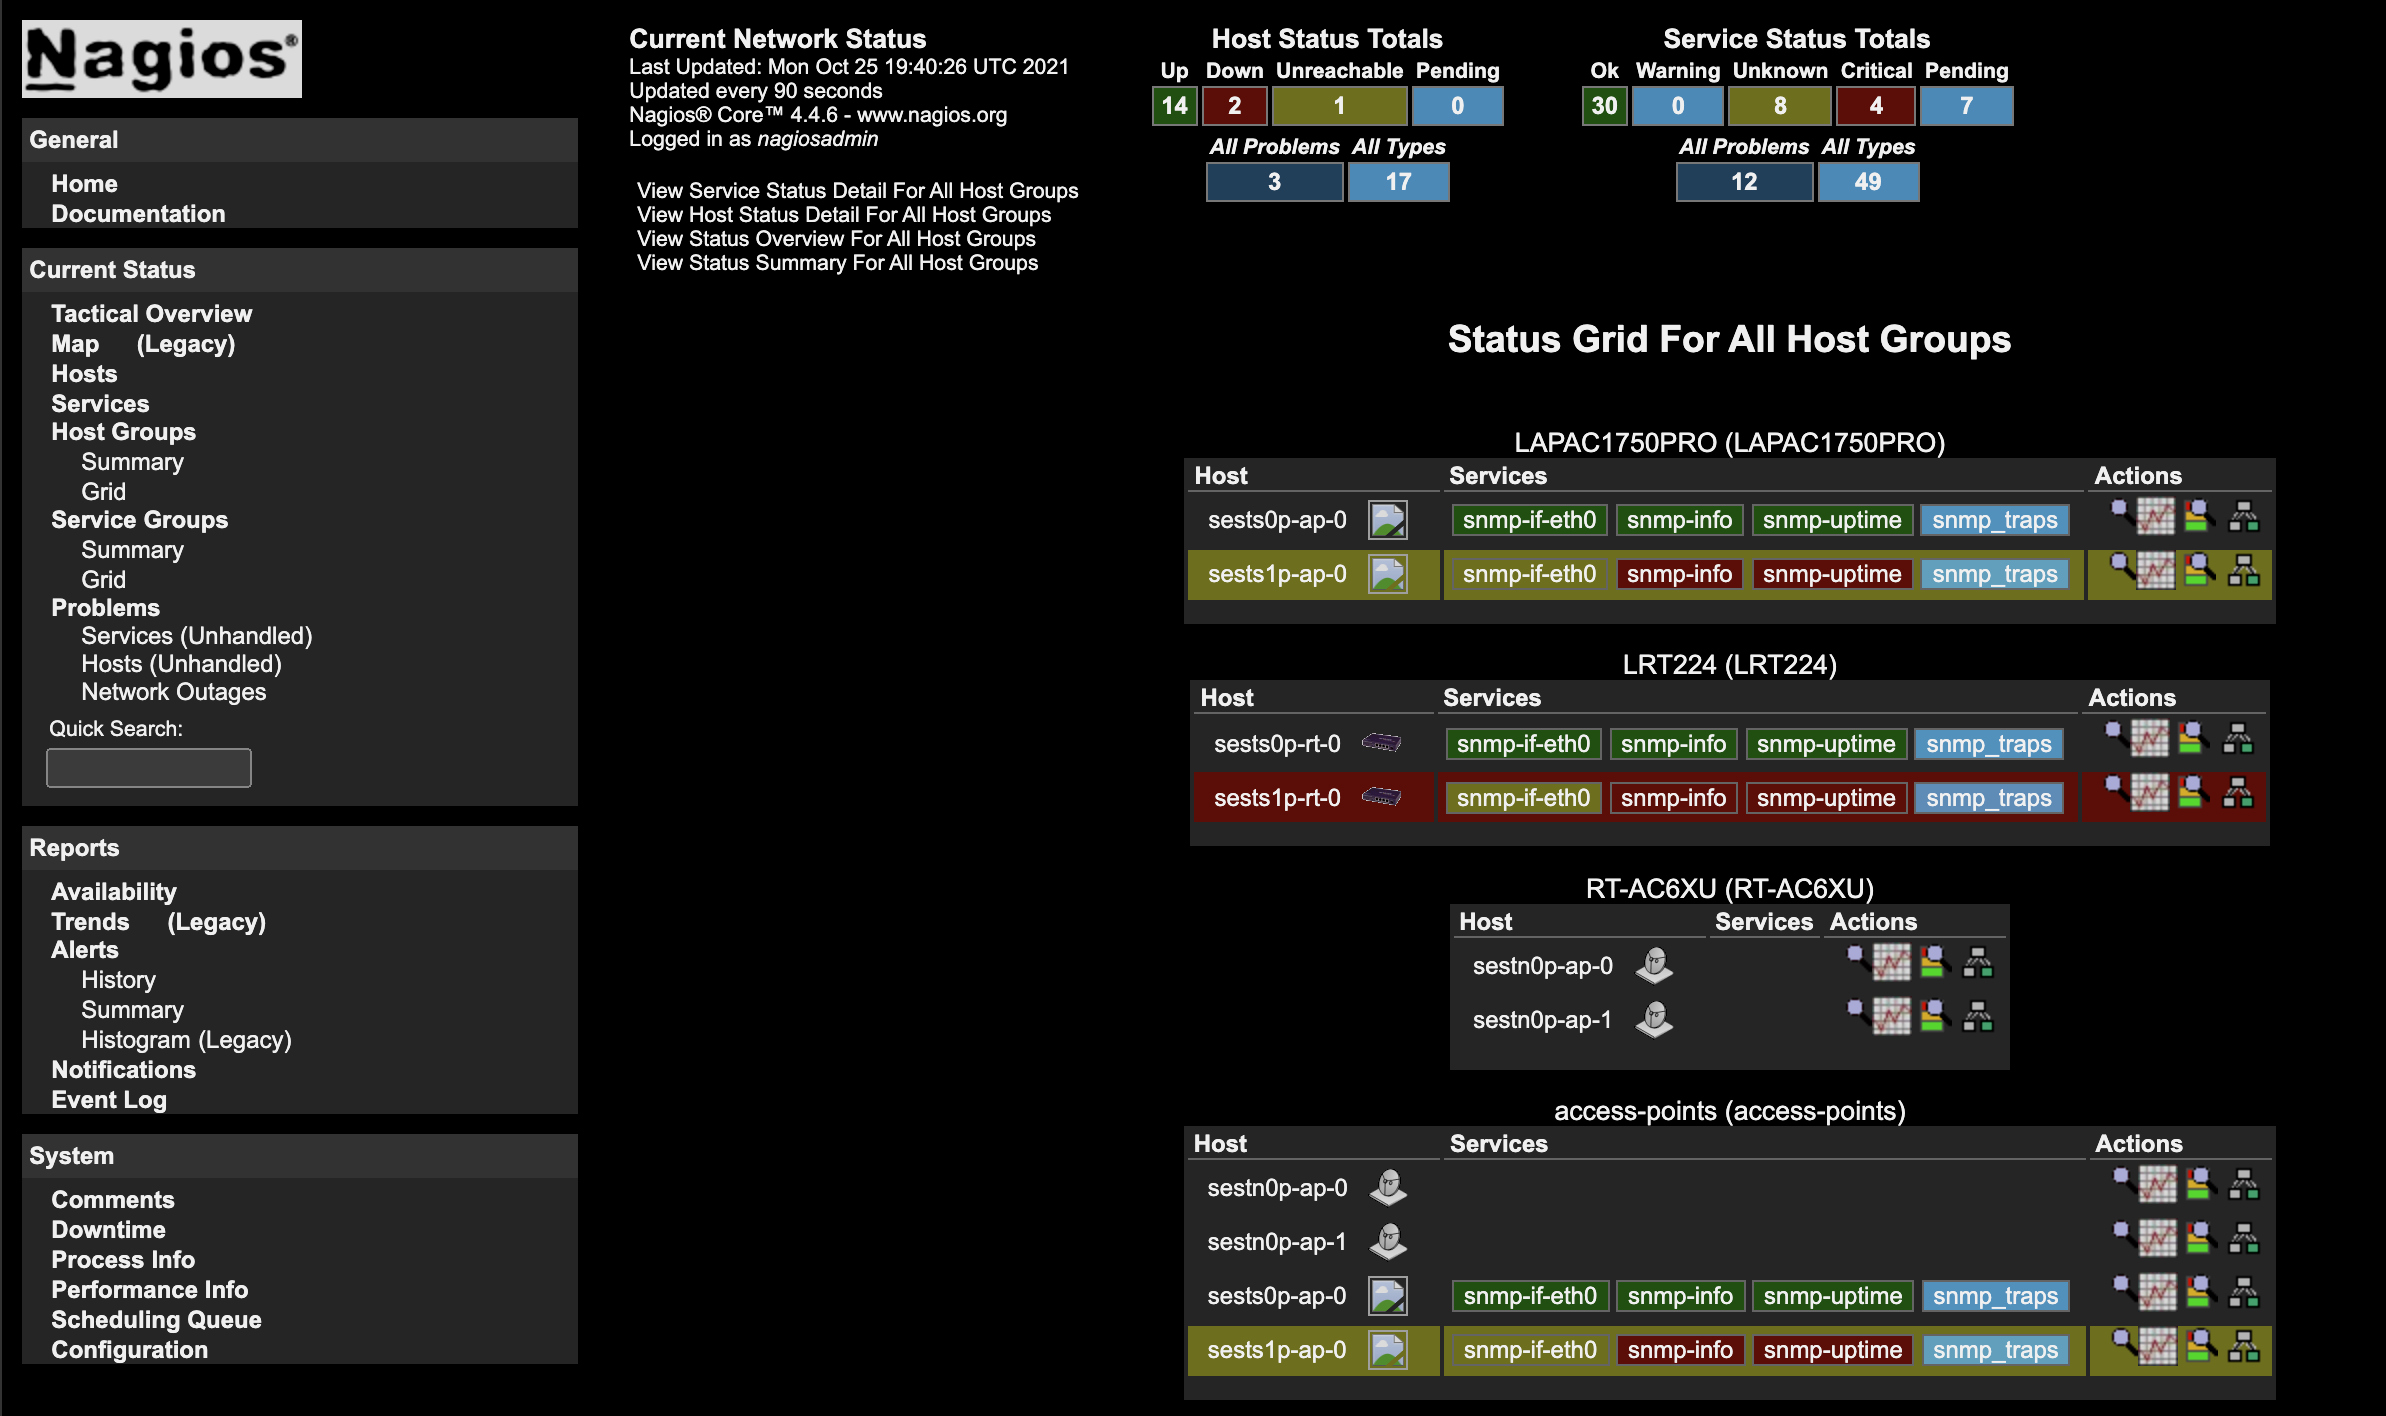 Nagios®
General
Home
Documentation
Current Status
Tactical Overview
Map (Legacy)
Hosts
Services
Host Groups
Summary
Grid
Service Groups
Summary
Grid
Problems
Services (Unhandled)
Hosts (Unhandled)
Network Outages
Quick Search:
Reports
Availability
Trends (Legacy)
Alerts
History
Summary
Histogram (Legacy)
Notifications
Event Log
System
Comments
Downtime
Process Info
Performance Info
Scheduling Queue
Configuration
Current Network Status
Last Updated: Mon Oct 25 19:40:26 UTC 2021
Updated every 90 seconds
Nagios® Core™ 4.4.6 - www.nagios.org
Logged in as nagiosadmin
View Service Status Detail For All Host Groups
View Host Status Detail For All Host Groups
View Status Overview For All Host Groups
View Status Summary For All Host Groups
Host Status Totals
Up Down Unreachable Pending
14 2 1 0
All Problems All Types
3 17
Service Status Totals
Ok Warning Unknown Critical Pending
30 0 8 4 7
All Problems All Types
12 49
Status Grid For All Host Groups
LAPAC1750PRO (LAPAC1750PRO)
Host Services Actions
sests0p-ap-0 snmp-if-eth0 snmp-info snmp-uptime snmp_traps
sests1p-ap-0 snmp-if-eth0 snmp-info snmp-uptime snmp_traps
LRT224 (LRT224)
Host Services Actions
sests0p-rt-0 snmp-if-eth0 snmp-info snmp-uptime snmp_traps
sests1p-rt-0 snmp-if-eth0 snmp-info snmp-uptime snmp_traps
RT-AC6XU (RT-AC6XU)
Host Services Actions
sestn0p-ap-0
sestn0p-ap-1
access-points (access-points)
Host Services Actions
sestn0p-ap-0
sestn0p-ap-1
sests0p-ap-0 snmp-if-eth0 snmp-info snmp-uptime snmp_traps
sests1p-ap-0 snmp-if-eth0 snmp-info snmp-uptime snmp_traps